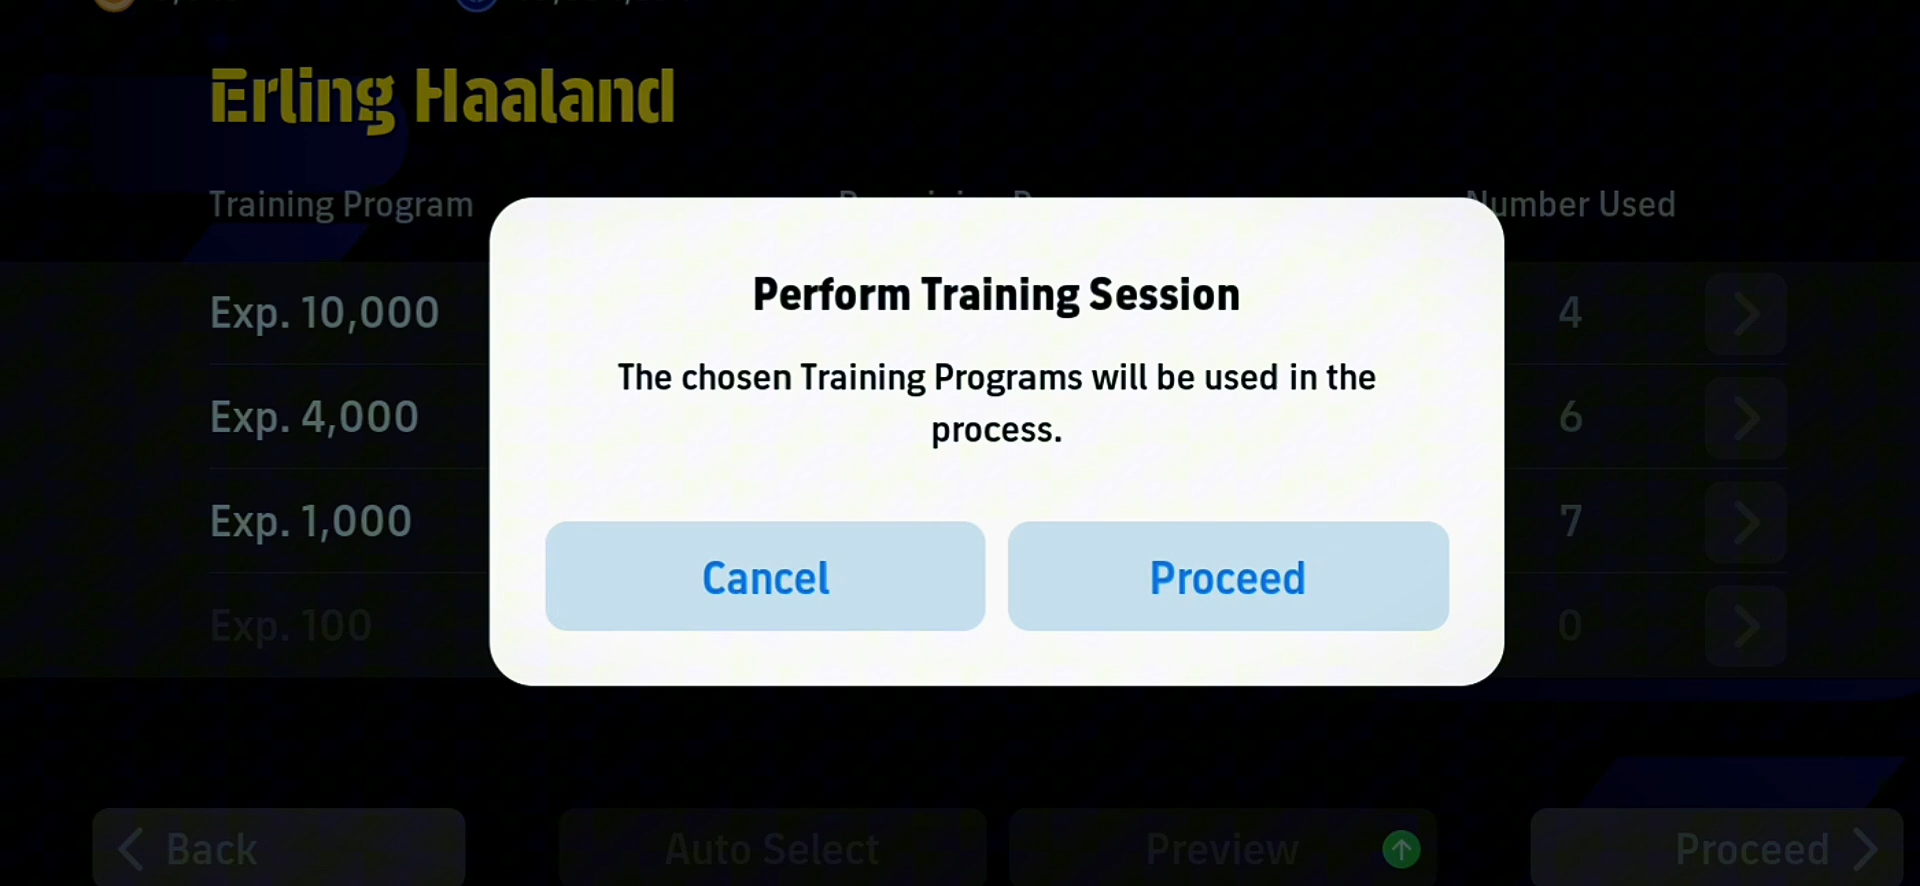 Erling Haaland
Training Program
Number Used
Exp. 10,000
4
Exp. 4,000
6
Exp. 1,000
7
Exp. 100
0
Perform Training Session
The chosen Training Programs will be used in the
process.
Cancel
Proceed
Back
Auto Select
Preview
Proceed